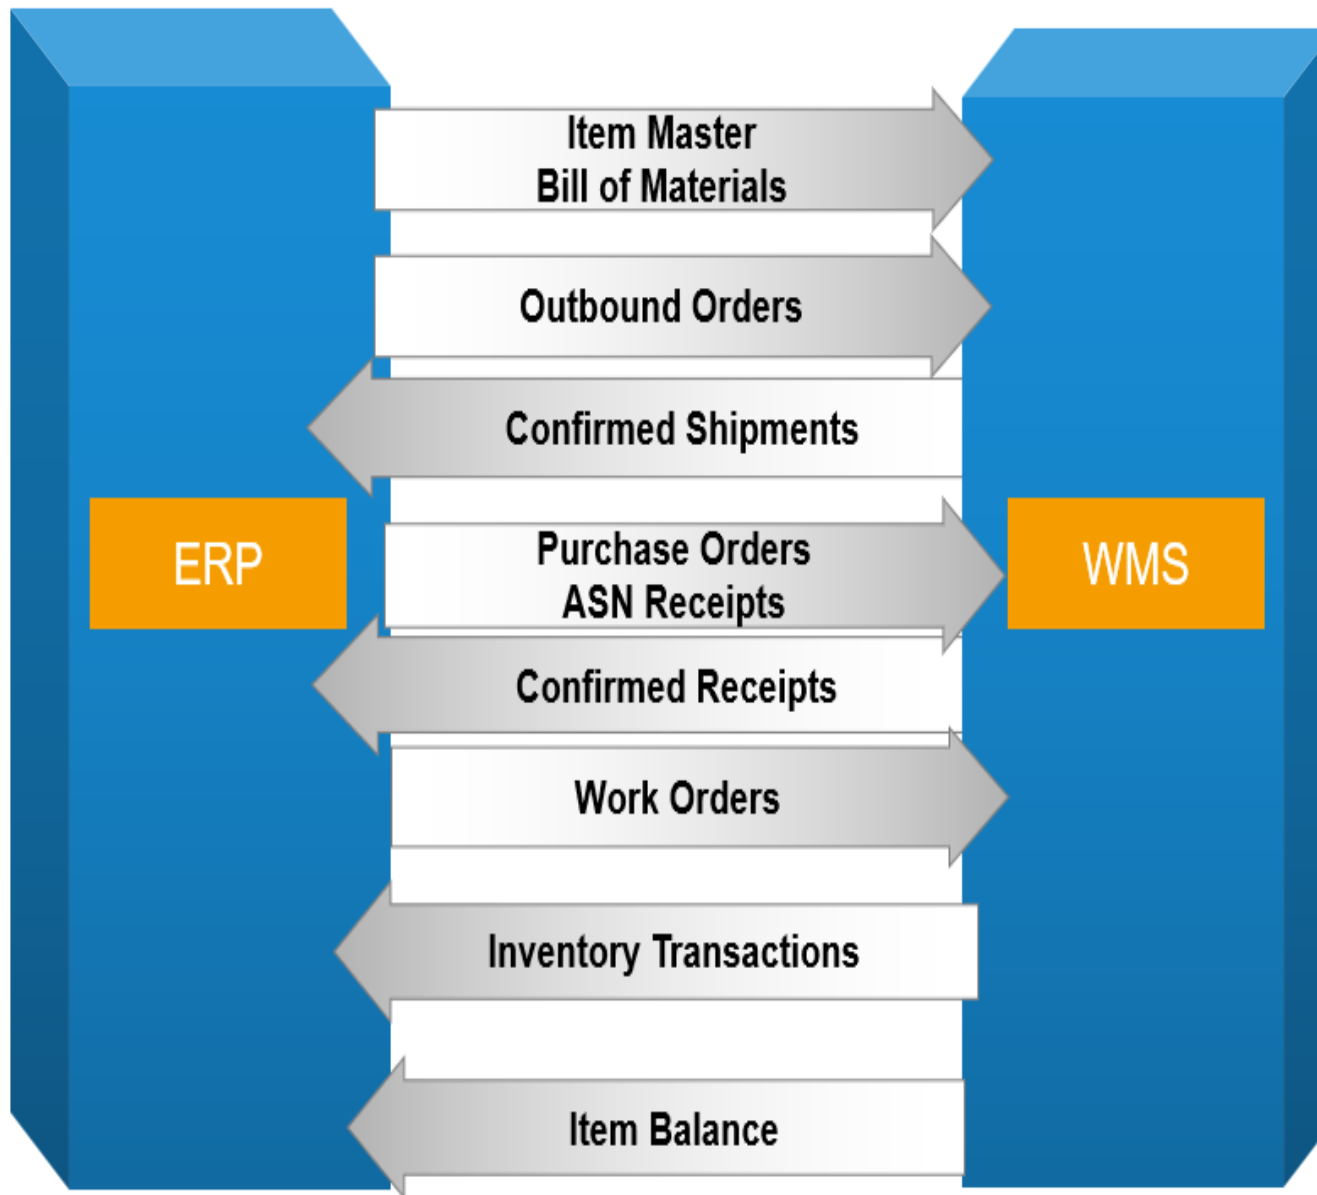 Item Master
Bill of Materials
Outbound Orders
Confirmed Shipments
ERP
Purchase Orders
ASN Receipts
WMS
Confirmed Receipts
Work Orders
Inventory Transactions
Item Balance